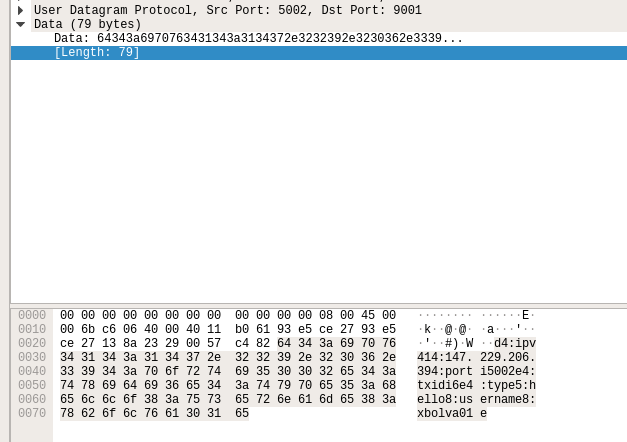 User Datagram Protocol, Src Port: 5002, Dst Port: 9001
Data (79 bytes)
Data: 64343a6970763431343a3134372e3232392e3230362e3339...
[Length: 79]
0000 00 00 00 00 00 00 00 00 00 00 00 00 08 00 45 00 ········ ······E·
0010 00 6b c6 06 40 00 40 11 b0 61 93 e5 ce 27 93 e5 ·k··@·@· ·a···'··
0020 ce 27 13 8a 23 29 00 57 c4 82 64 34 3a 69 70 76 ·'··#)·W ··d4:ipv
0030 34 31 34 3a 31 34 37 2e 32 32 39 2e 32 30 36 2e 414:147. 229.206.
0040 33 39 34 3a 70 6f 72 74 69 35 30 30 32 65 34 3a 394:port i5002e4:
0050 74 78 69 64 69 36 65 34 3a 74 79 70 65 35 3a 68 txidi6e4 :type5:h
0060 65 6c 6c 6f 38 3a 75 73 65 72 6e 61 6d 65 38 3a ello8:us ername8:
0070 78 62 6f 6c 76 61 30 31 65 xbolva01 e